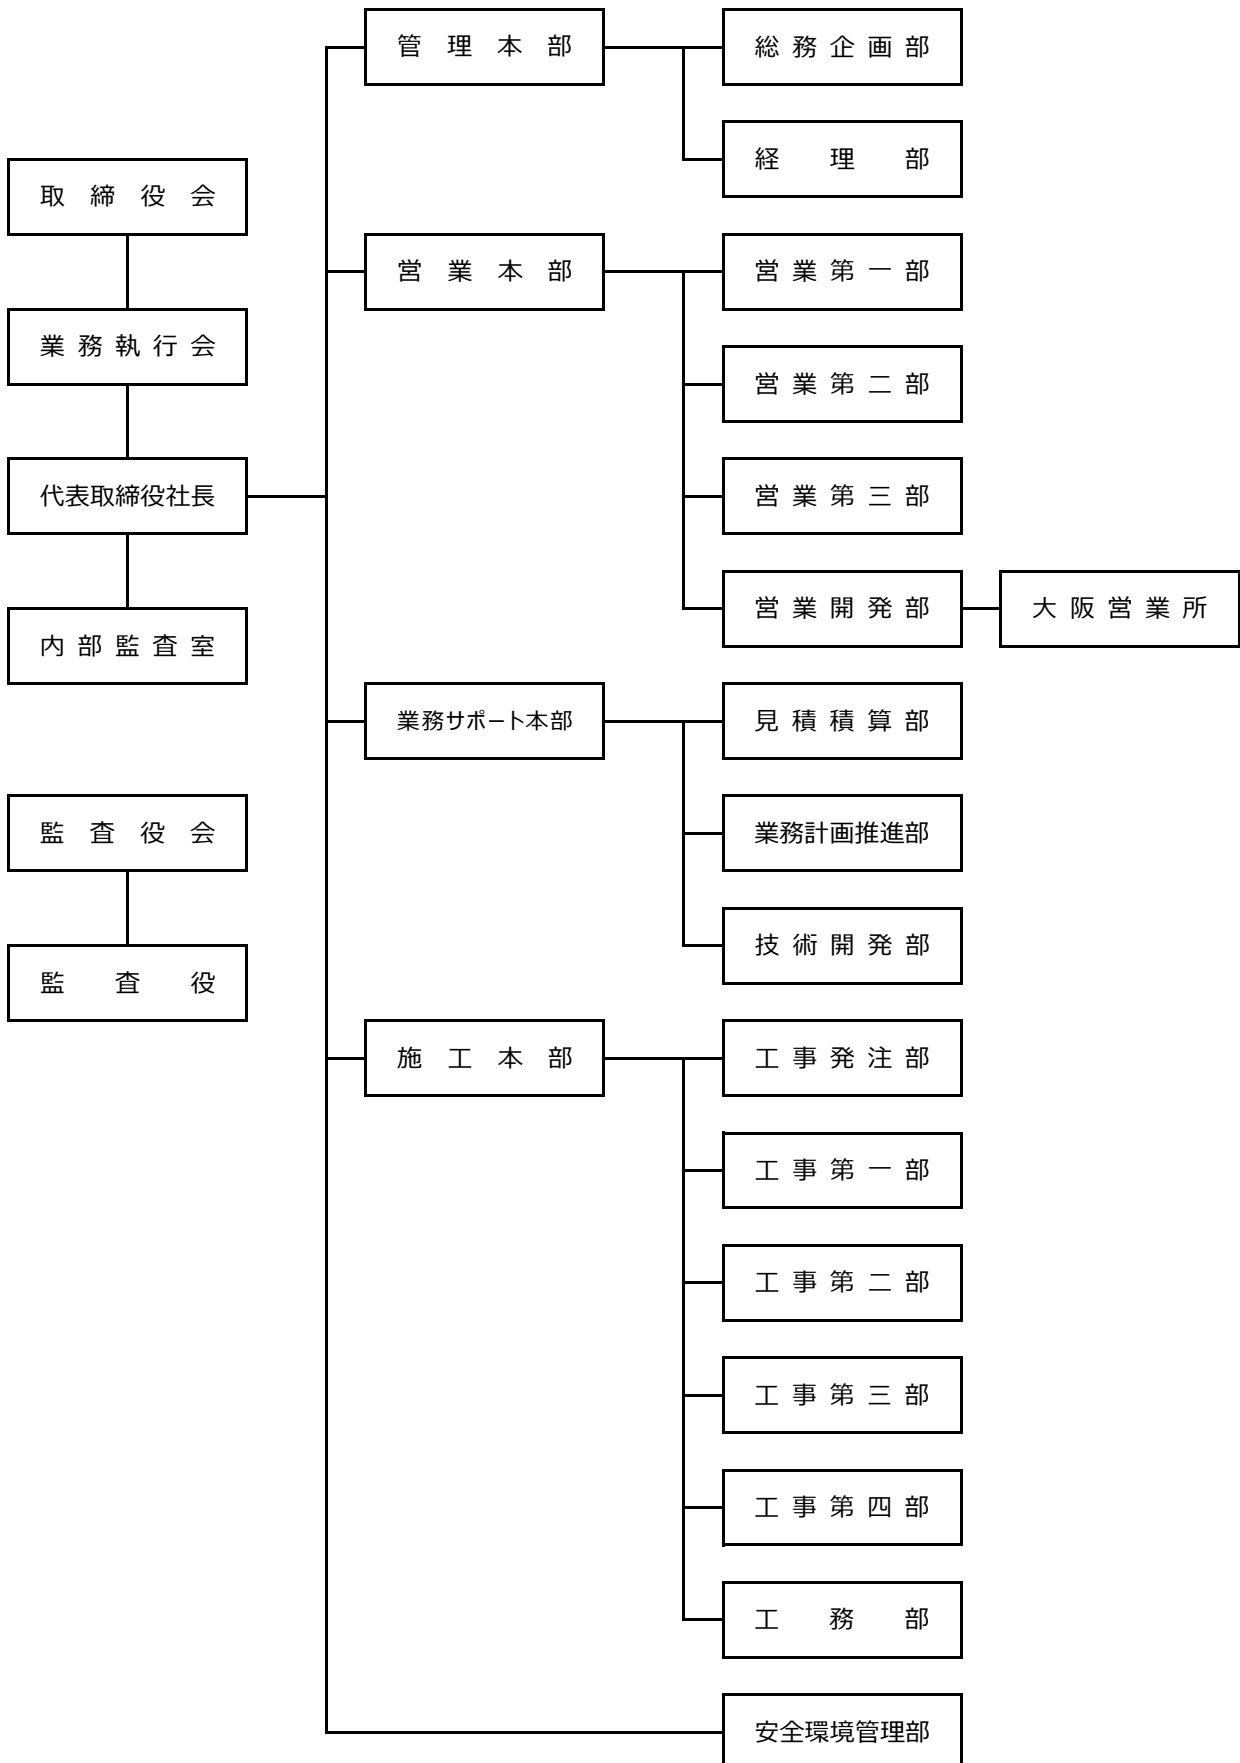 取締役会
業務執行会
代表取締役社長
内部監査室
監査役会
監査役
管理本部
総務企画部
経理部
営業本部
営業第一部
営業第二部
営業第三部
営業開発部
大阪営業所
業務サポート本部
見積積算部
業務計画推進部
技術開発部
施工本部
工事発注部
工事第一部
工事第二部
工事第三部
工事第四部
工務部
安全環境管理部